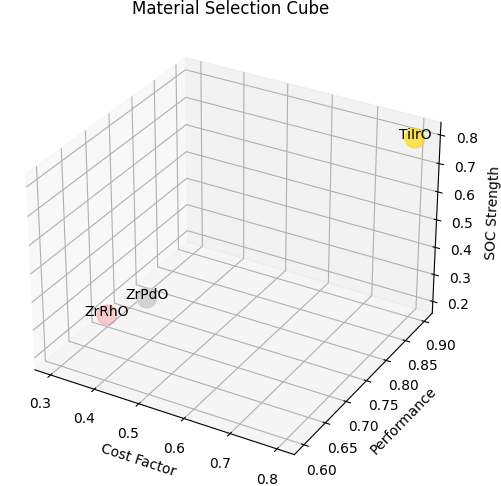 Material Selection Cube
TiIrO
ZrPdO
ZrRhO
0.8
0.7
0.6
0.5
0.4
0.3
0.2
SOC Strength
0.90
0.85
0.80
0.75
0.70
0.65
0.60
Performance
0.3
0.4
0.5
0.6
0.7
0.8
Cost Factor